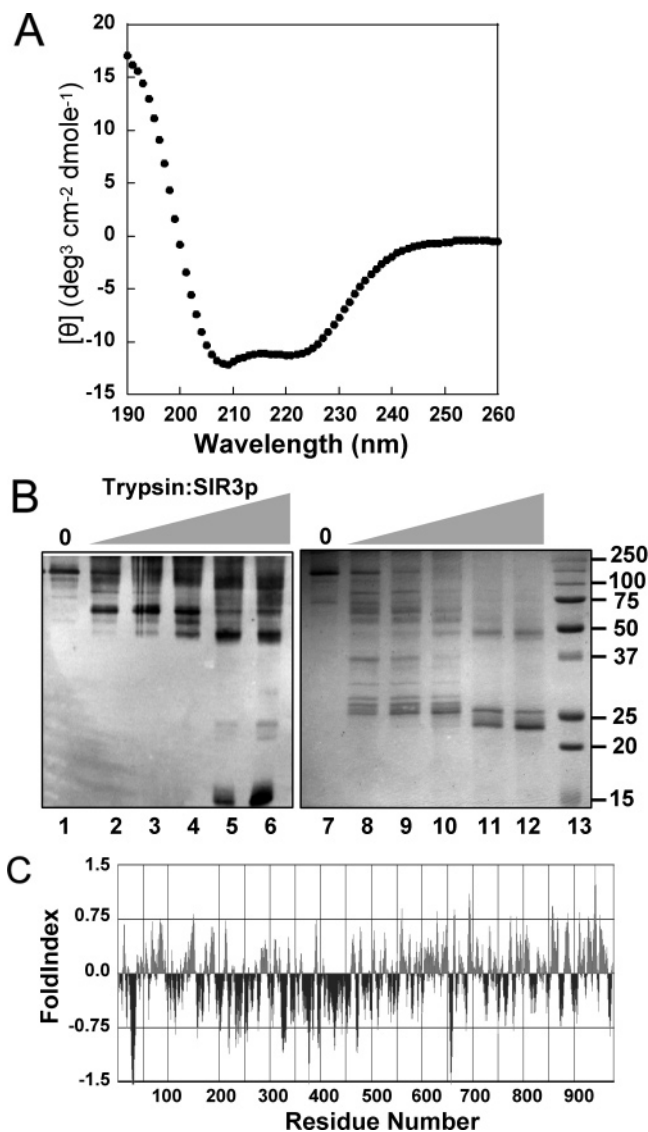 A
20
15
10
5
0
-5
-10
-15
[θ] (deg³ cm⁻² dmole⁻¹)
190 200 210 220 230 240 250 260
Wavelength (nm)
B
Trypsin:SIR3p
0
0
250
100
75
50
37
25
20
15
1 2 3 4 5 6 7 8 9 10 11 12 13
C
1.5
0.75
0.0
-0.75
-1.5
FoldIndex
100 200 300 400 500 600 700 800 900
Residue Number